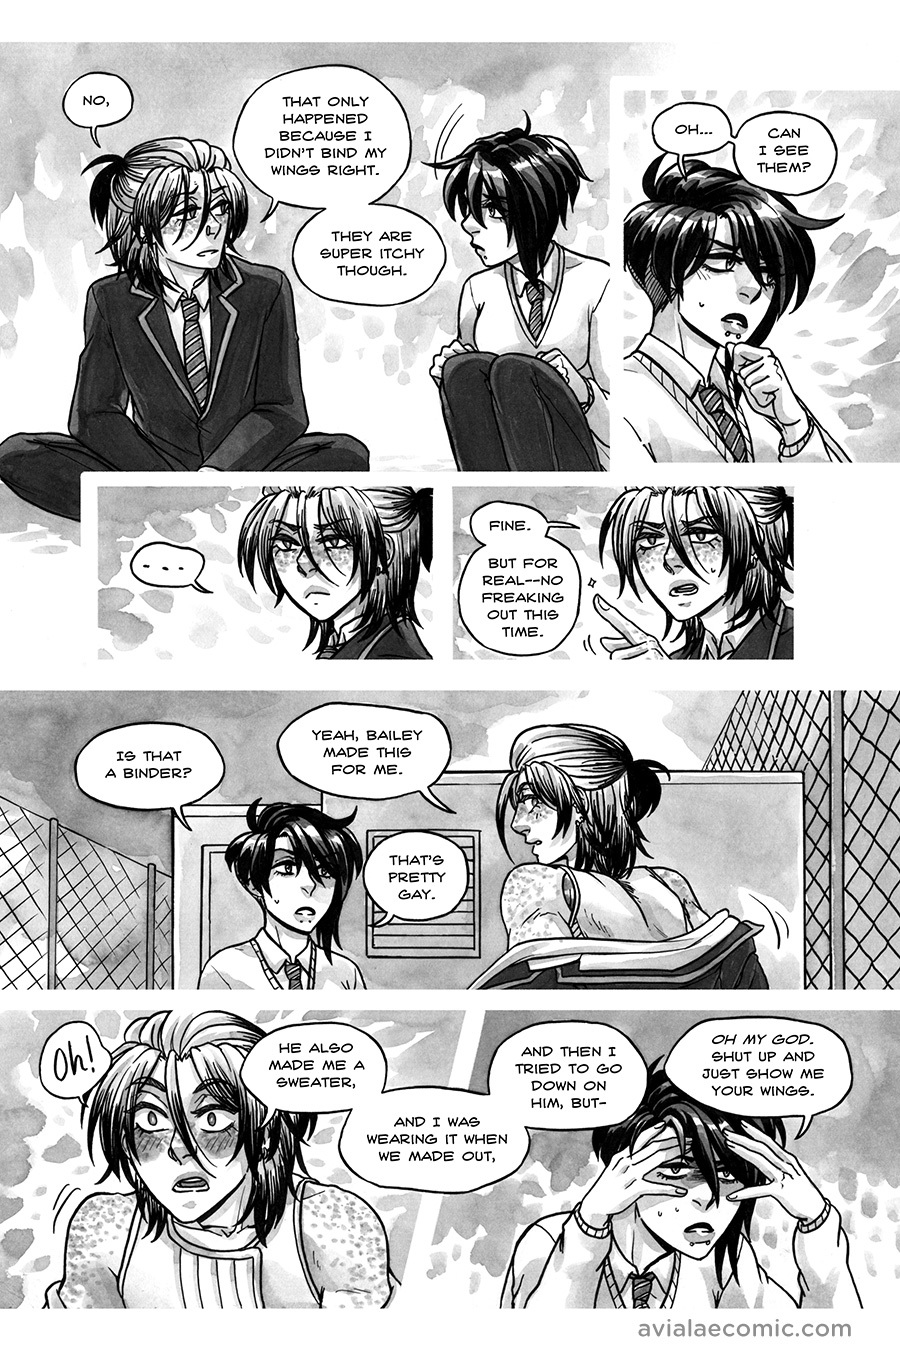 NO,
THAT ONLY
HAPPENED
BECAUSE I
DIDN'T BIND MY
WINGS RIGHT.
THEY ARE
SUPER ITCHY
THOUGH.
OH...
CAN
I SEE
THEM?
...
FINE.
BUT FOR
REAL--NO
FREAKING
OUT THIS
TIME.
IS THAT
A BINDER?
YEAH, BAILEY
MADE THIS
FOR ME.
THAT'S
PRETTY
GAY.
Oh!
HE ALSO
MADE ME A
SWEATER,
AND I WAS
WEARING IT WHEN
WE MADE OUT,
AND THEN I
TRIED TO GO
DOWN ON
HIM, BUT-
OH MY GOD.
SHUT UP AND
JUST SHOW ME
YOUR WINGS.
avialaecomic.com